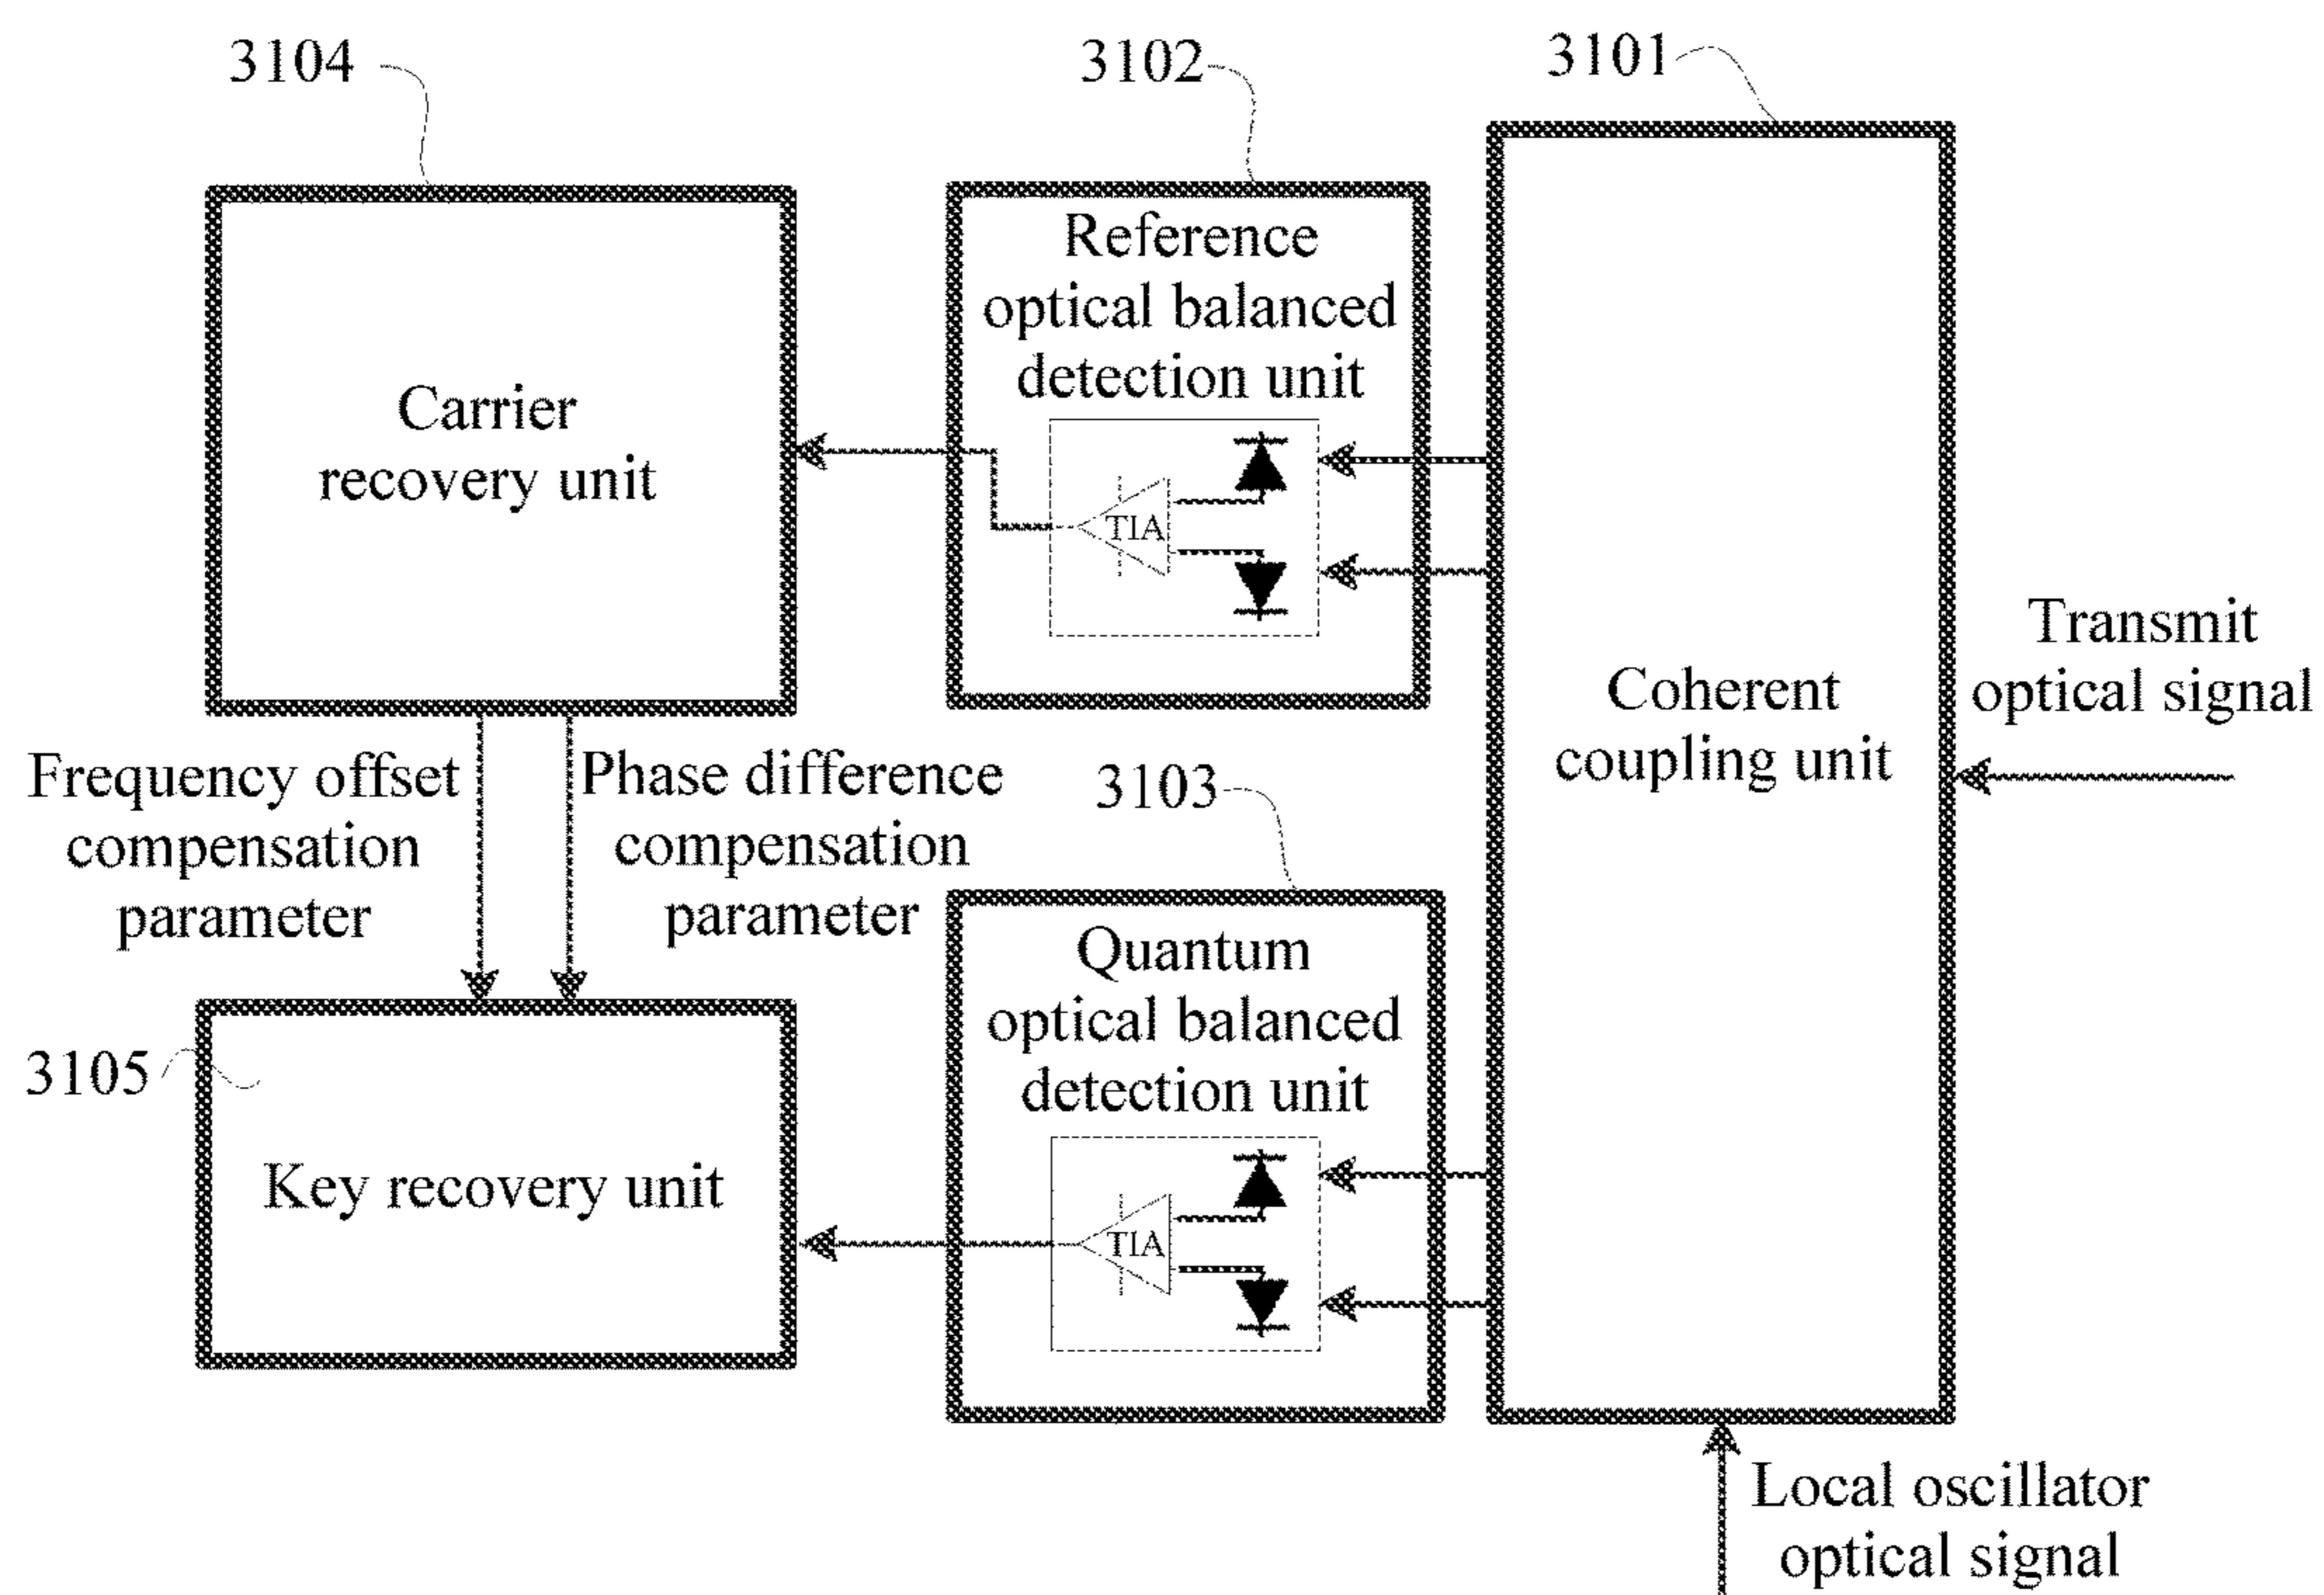 3104
3102
3101
Reference
optical balanced
detection unit
TIA
Carrier
recovery unit
Coherent
coupling unit
Transmit
optical signal
Frequency offset
compensation
parameter
Phase difference
compensation
parameter
3103
Quantum
optical balanced
detection unit
TIA
3105
Key recovery unit
Local oscillator
optical signal